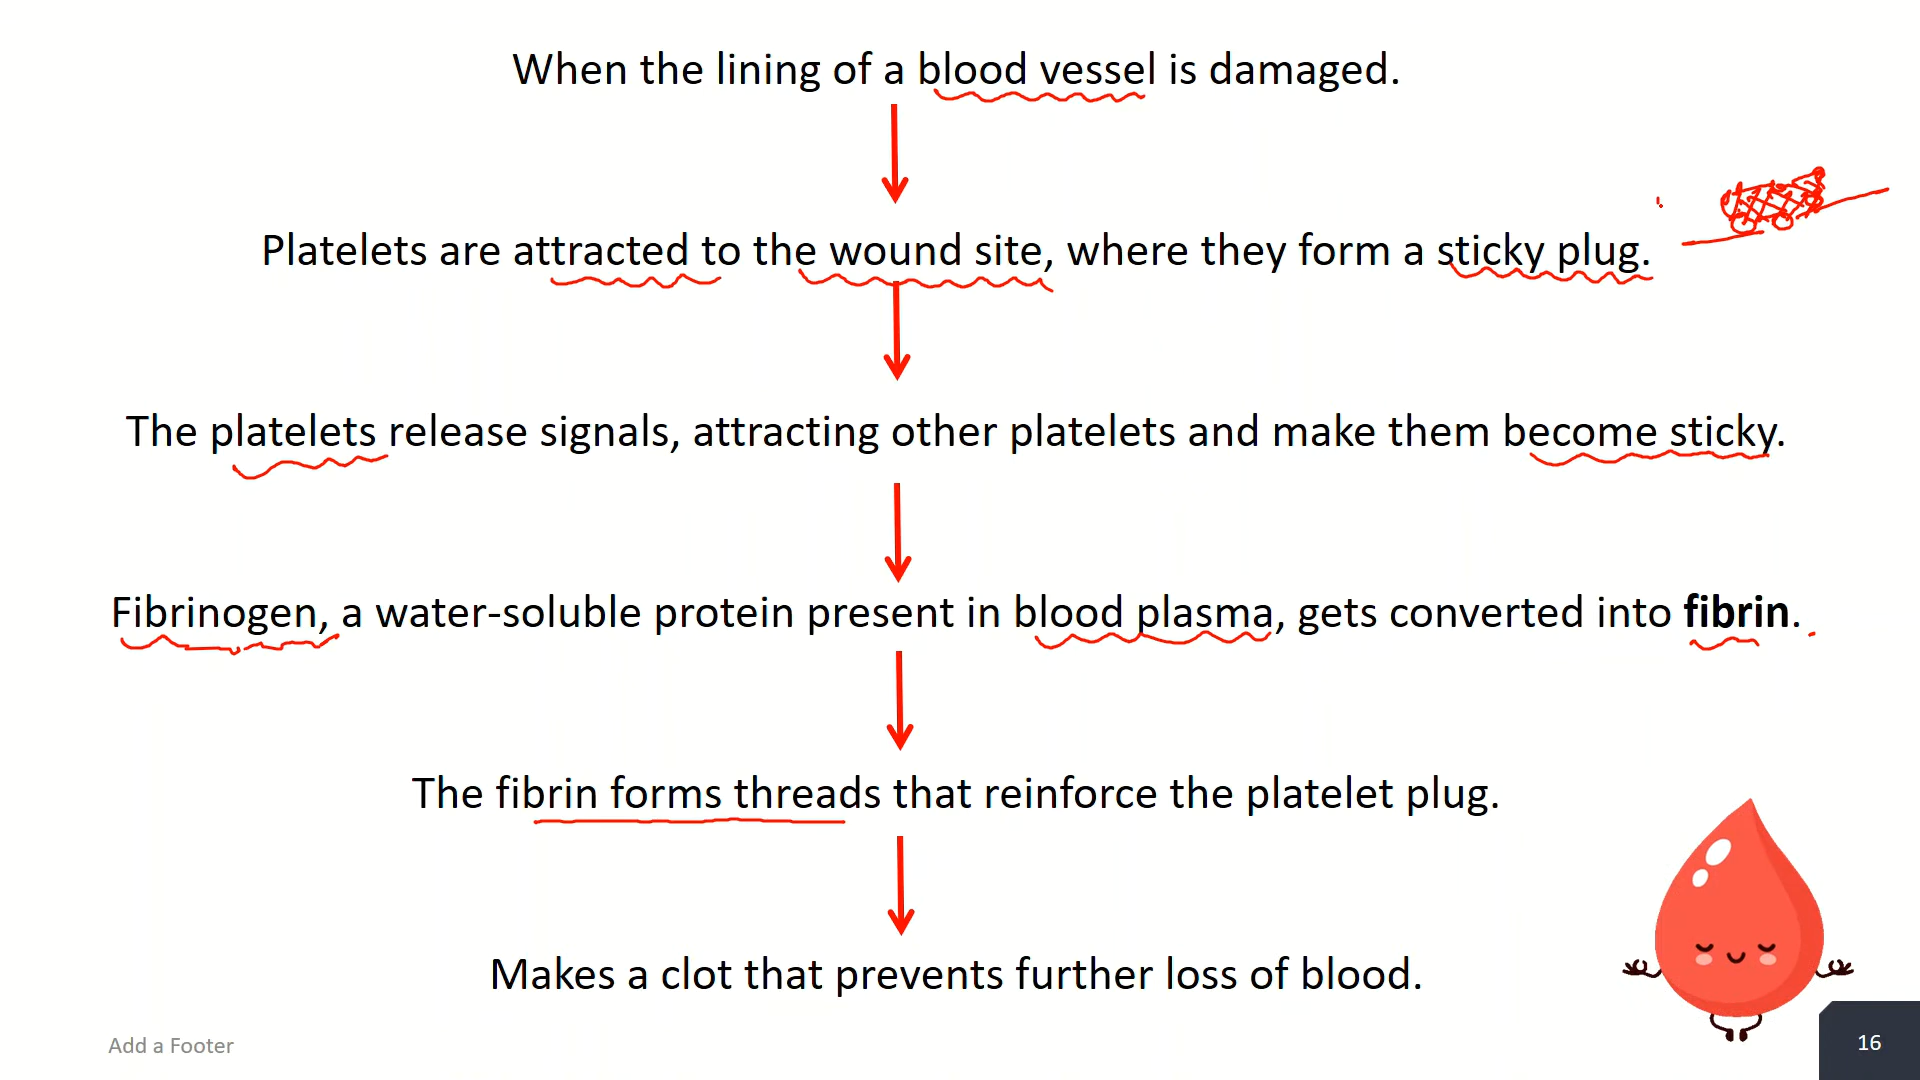 When the lining of a blood vessel is damaged.
Platelets are attracted to the wound site, where they form a sticky plug.
The platelets release signals, attracting other platelets and make them become sticky.
Fibrinogen, a water-soluble protein present in blood plasma, gets converted into fibrin.
The fibrin forms threads that reinforce the platelet plug.
Makes a clot that prevents further loss of blood.
Add a Footer
16